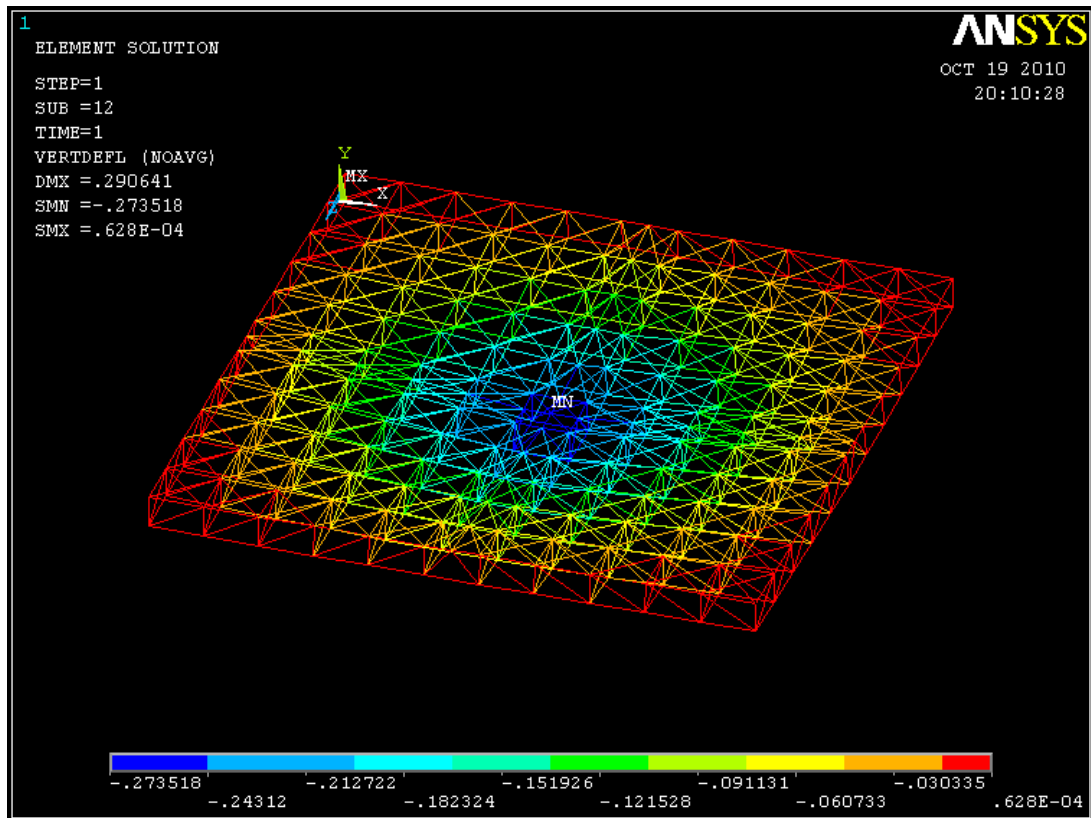 1
ANSYS
ELEMENT SOLUTION
OCT 19 2010
20:10:28
STEP=1
SUB =12
TIME=1
VERTDEFL (NOAVG)
DMX =.290641
SMN =-.273518
SMX =.628E-04
Y
MX
X
Z
MN
-.273518 -.212722 -.151926 -.091131 -.030335
-.24312 -.182324 -.121528 -.060733 .628E-04